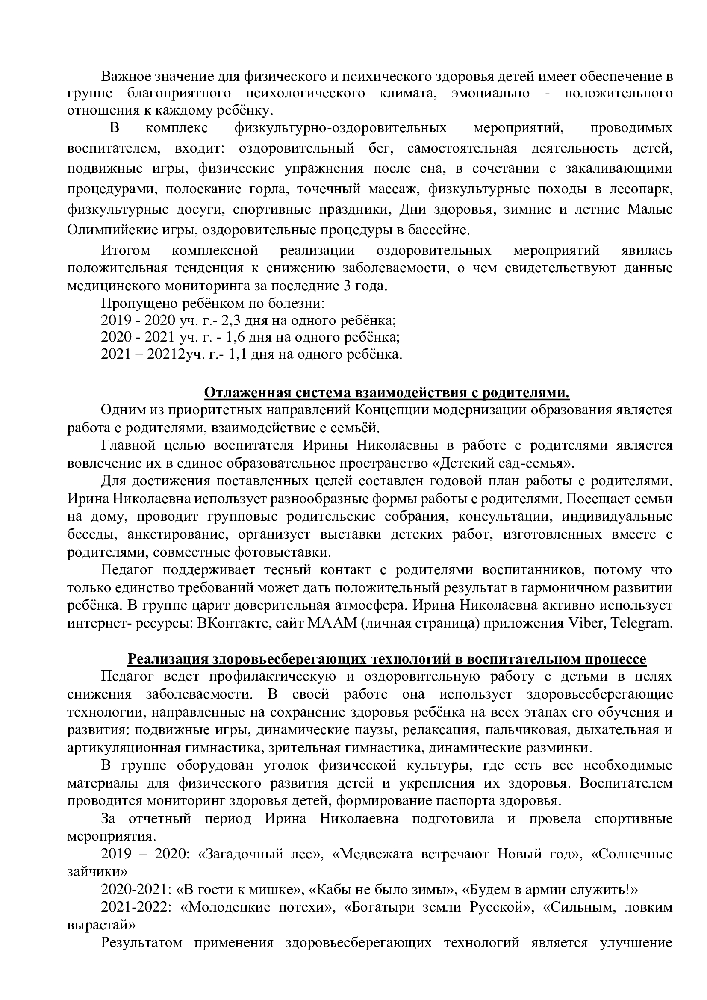 Важное значение для физического и психического здоровья детей имеет обеспечение в
группе благоприятного психологического климата, эмоциально - положительного
отношения к каждому ребёнку.
В комплекс физкультурно-оздоровительных мероприятий, проводимых
воспитателем, входит: оздоровительный бег, самостоятельная деятельность детей,
подвижные игры, физические упражнения после сна, в сочетании с закаливающими
процедурами, полоскание горла, точечный массаж, физкультурные походы в лесопарк,
физкультурные досуги, спортивные праздники, Дни здоровья, зимние и летние Малые
Олимпийские игры, оздоровительные процедуры в бассейне.
Итогом комплексной реализации оздоровительных мероприятий явилась
положительная тенденция к снижению заболеваемости, о чем свидетельствуют данные
медицинского мониторинга за последние 3 года.
Пропущено ребёнком по болезни:
2019 - 2020 уч. г.- 2,3 дня на одного ребёнка;
2020 - 2021 уч. г. - 1,6 дня на одного ребёнка;
2021 – 20212уч. г.- 1,1 дня на одного ребёнка.
Отлаженная система взаимодействия с родителями.
Одним из приоритетных направлений Концепции модернизации образования является
работа с родителями, взаимодействие с семьёй.
Главной целью воспитателя Ирины Николаевны в работе с родителями является
вовлечение их в единое образовательное пространство «Детский сад-семья».
Для достижения поставленных целей составлен годовой план работы с родителями.
Ирина Николаевна использует разнообразные формы работы с родителями. Посещает семьи
на дому, проводит групповые родительские собрания, консультации, индивидуальные
беседы, анкетирование, организует выставки детских работ, изготовленных вместе с
родителями, совместные фотовыставки.
Педагог поддерживает тесный контакт с родителями воспитанников, потому что
только единство требований может дать положительный результат в гармоничном развитии
ребёнка. В группе царит доверительная атмосфера. Ирина Николаевна активно использует
интернет- ресурсы: ВКонтакте, сайт МААМ (личная страница) приложения Viber, Telegram.
Реализация здоровьесберегающих технологий в воспитательном процессе
Педагог ведет профилактическую и оздоровительную работу с детьми в целях
снижения заболеваемости. В своей работе она использует здоровьесберегающие
технологии, направленные на сохранение здоровья ребёнка на всех этапах его обучения и
развития: подвижные игры, динамические паузы, релаксация, пальчиковая, дыхательная и
артикуляционная гимнастика, зрительная гимнастика, динамические разминки.
В группе оборудован уголок физической культуры, где есть все необходимые
материалы для физического развития детей и укрепления их здоровья. Воспитателем
проводится мониторинг здоровья детей, формирование паспорта здоровья.
За отчетный период Ирина Николаевна подготовила и провела спортивные
мероприятия.
2019 – 2020: «Загадочный лес», «Медвежата встречают Новый год», «Солнечные
зайчики»
2020-2021: «В гости к мишке», «Кабы не было зимы», «Будем в армии служить!»
2021-2022: «Молодецкие потехи», «Богатыри земли Русской», «Сильным, ловким
вырастай»
Результатом применения здоровьесберегающих технологий является улучшение